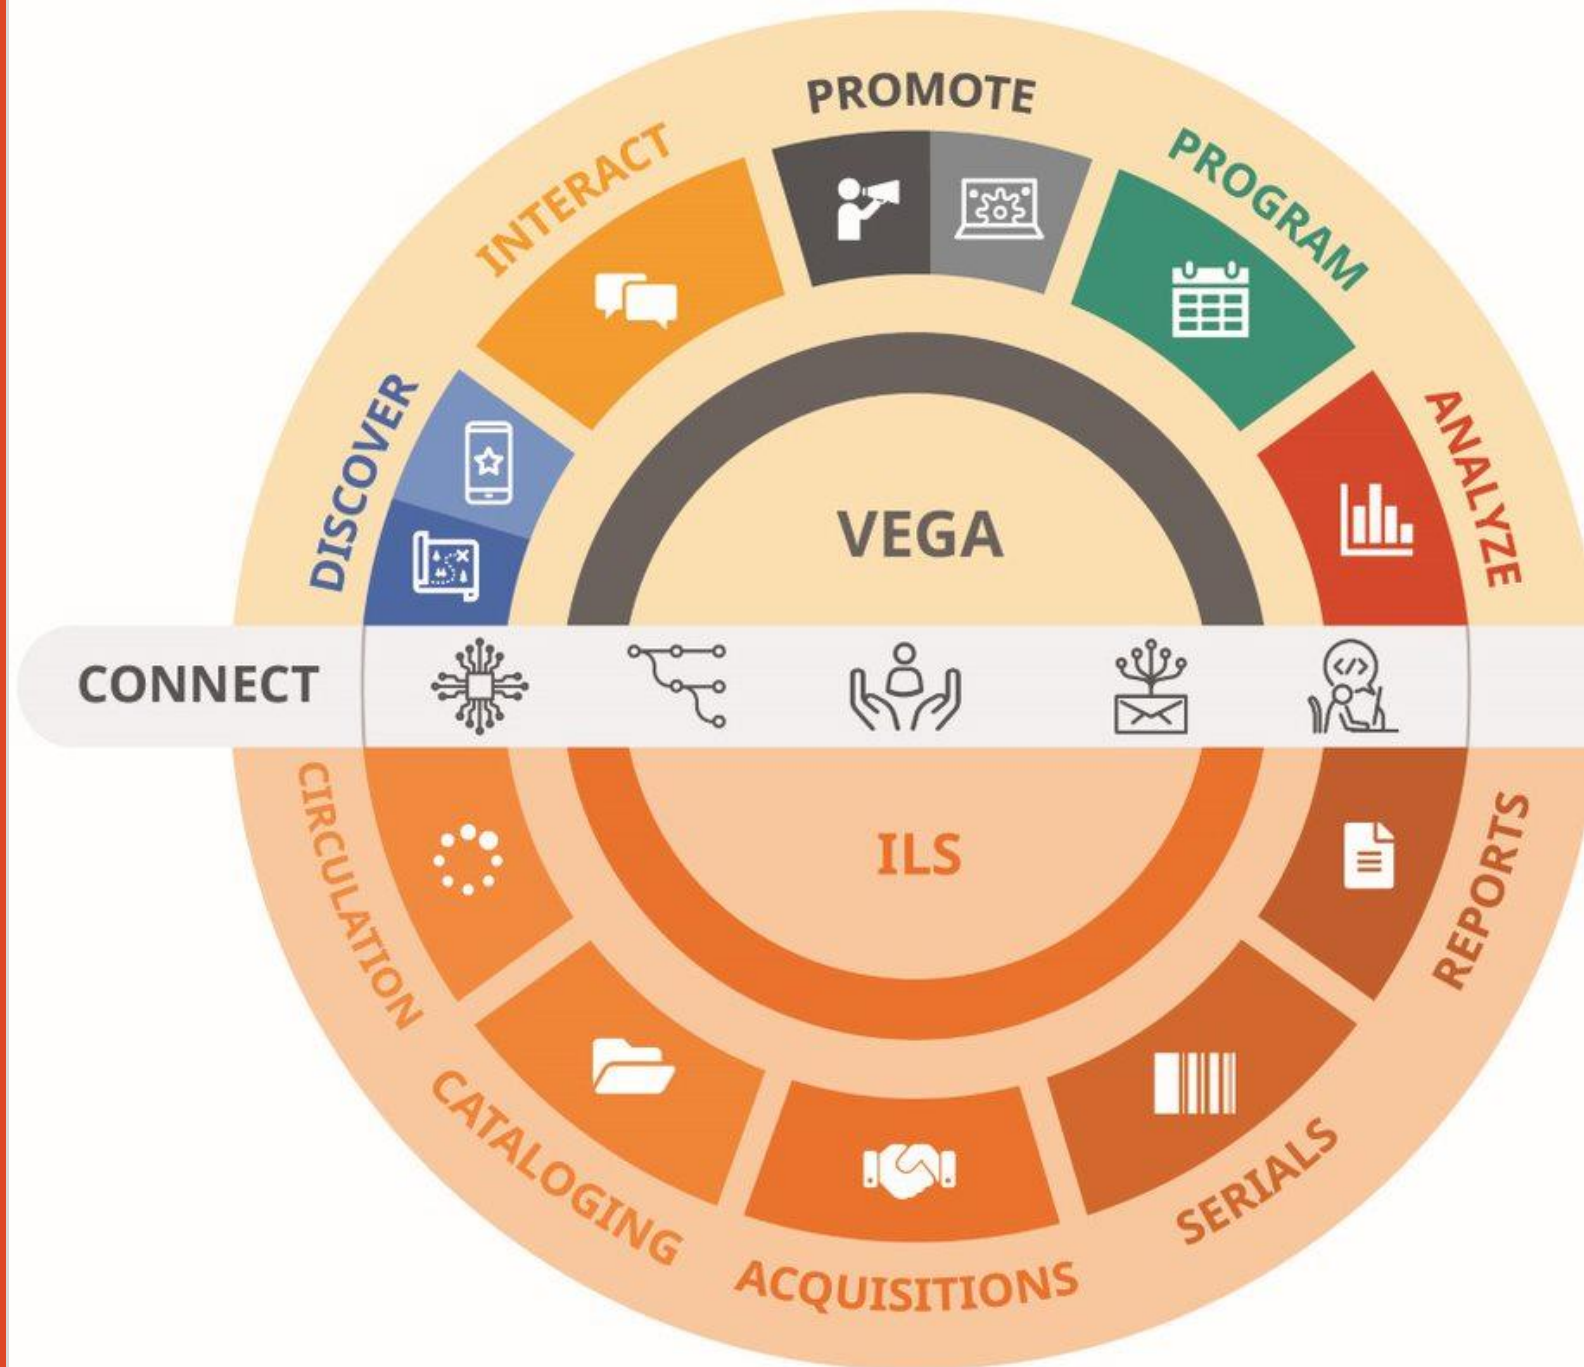 PROMOTE
INTERACT
PROGRAM
DISCOVER
ANALYZE
VEGA
CONNECT
ILS
CIRCULATION
REPORTS
CATALOGING
SERIALS
ACQUISITIONS